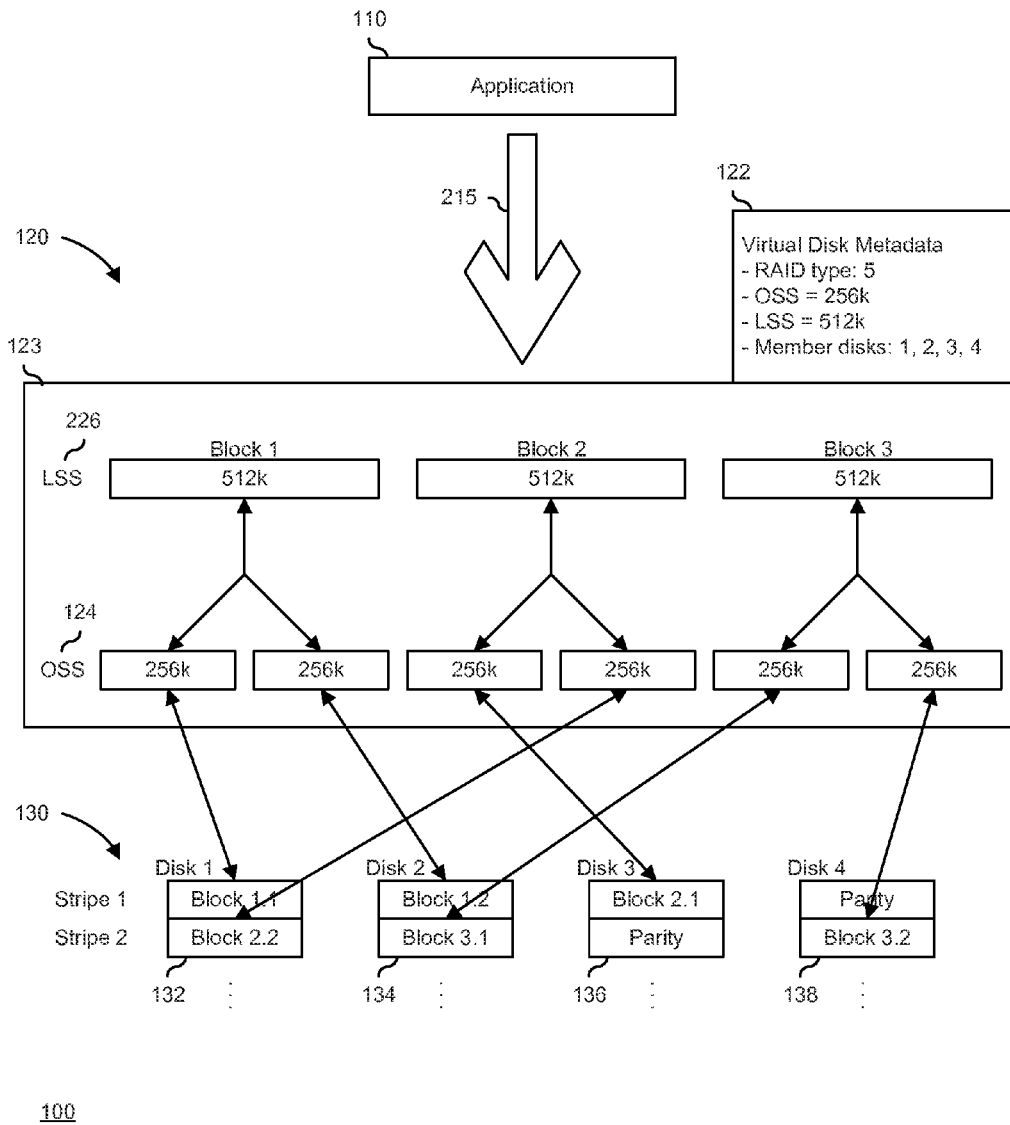 110
Application
215
122
120
Virtual Disk Metadata
- RAID type: 5
- OSS = 256k
- LSS = 512k
- Member disks: 1, 2, 3, 4
123
226
LSS
Block 1
Block 2
Block 3
512k
512k
512k
124
OSS
256k
256k
256k
256k
256k
256k
130
Disk 1
Disk 2
Disk 3
Disk 4
Stripe 1
Block 1.1
Block 1.2
Block 2.1
Parity
Stripe 2
Block 2.2
Block 3.1
Parity
Block 3.2
132
134
136
138
100